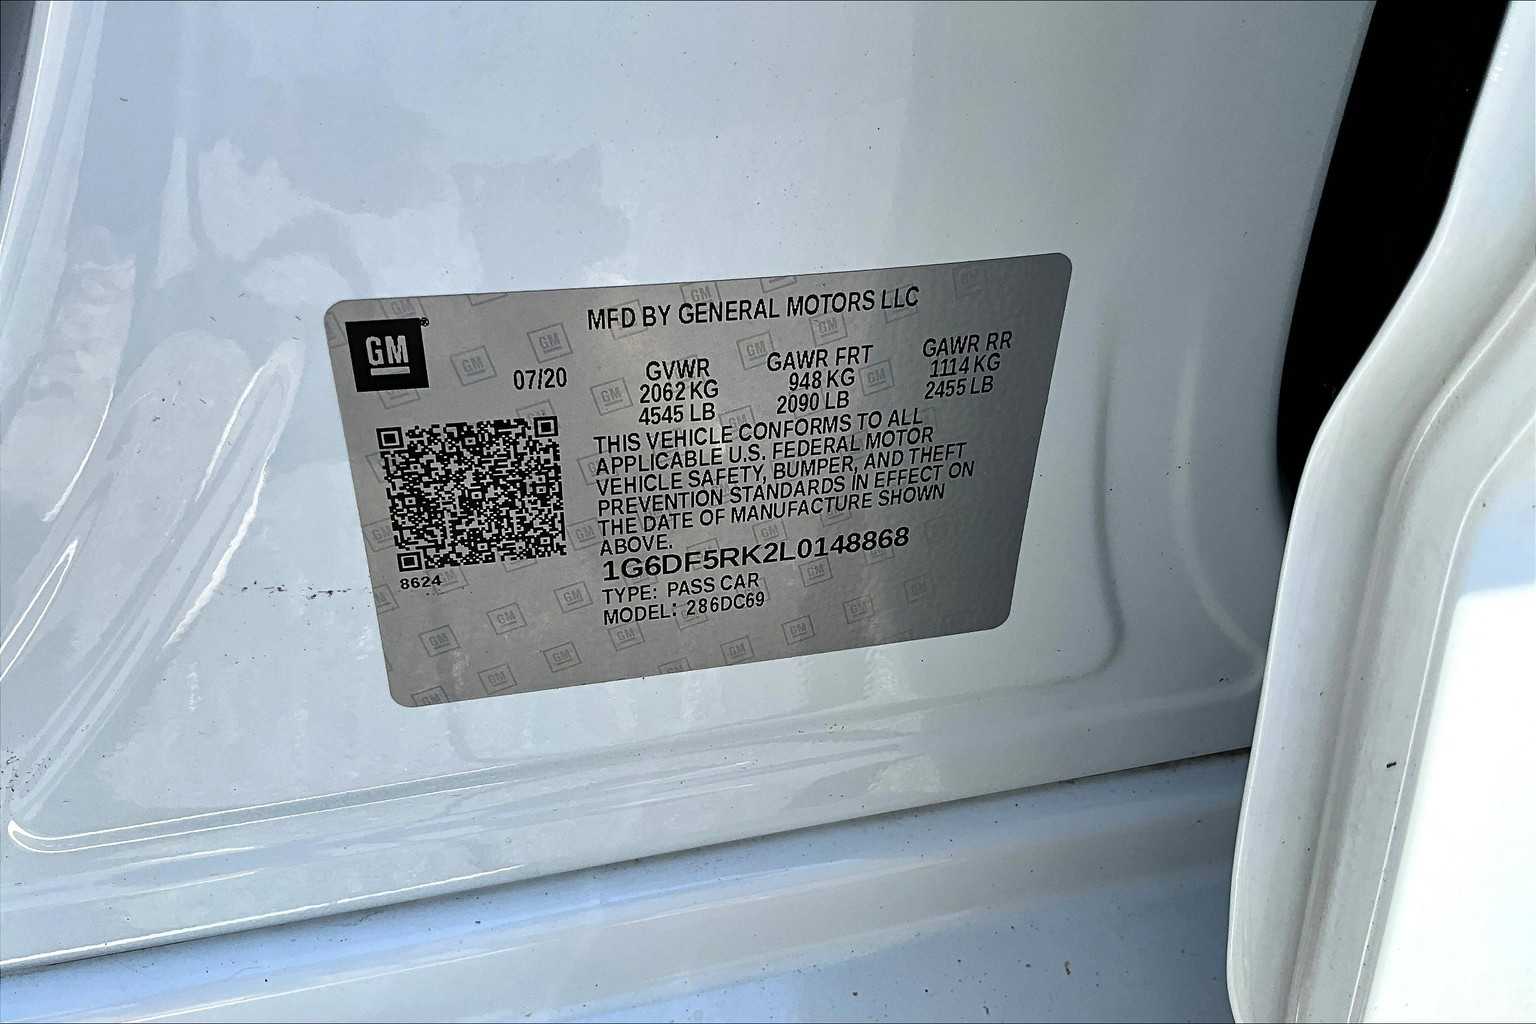 MFD BY GENERAL MOTORS LLC
GM®
07/20
GVWR GAWR FRT GAWR RR
2062 KG 948 KG 1114 KG
4545 LB 2090 LB 2455 LB
THIS VEHICLE CONFORMS TO ALL
APPLICABLE U.S. FEDERAL MOTOR
VEHICLE SAFETY, BUMPER, AND THEFT
PREVENTION STANDARDS IN EFFECT ON
THE DATE OF MANUFACTURE SHOWN
ABOVE.
8624
1G6DF5RK2L0148868
TYPE: PASS CAR
MODEL: 286DC69